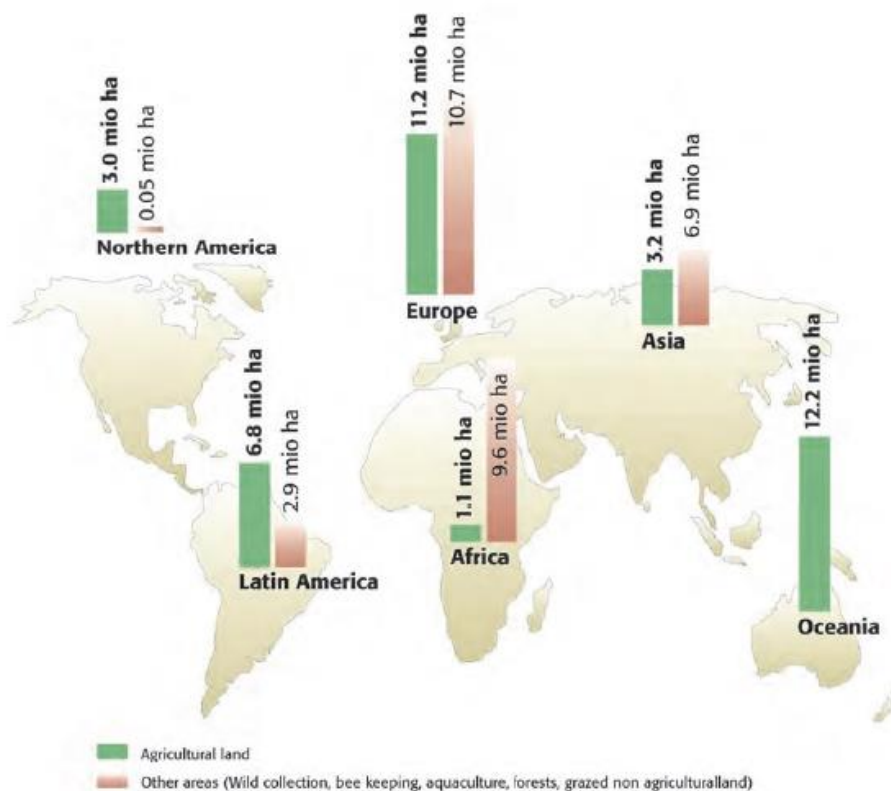 3.0 mio ha
0.05 mio ha
Northern America
11.2 mio ha
10.7 mio ha
Europe
3.2 mio ha
6.9 mio ha
Asia
6.8 mio ha
2.9 mio ha
Latin America
1.1 mio ha
9.6 mio ha
Africa
12.2 mio ha
Oceania
Agricultural land
Other areas (Wild collection, bee keeping, aquaculture, forests, grazed non agriculturalland)